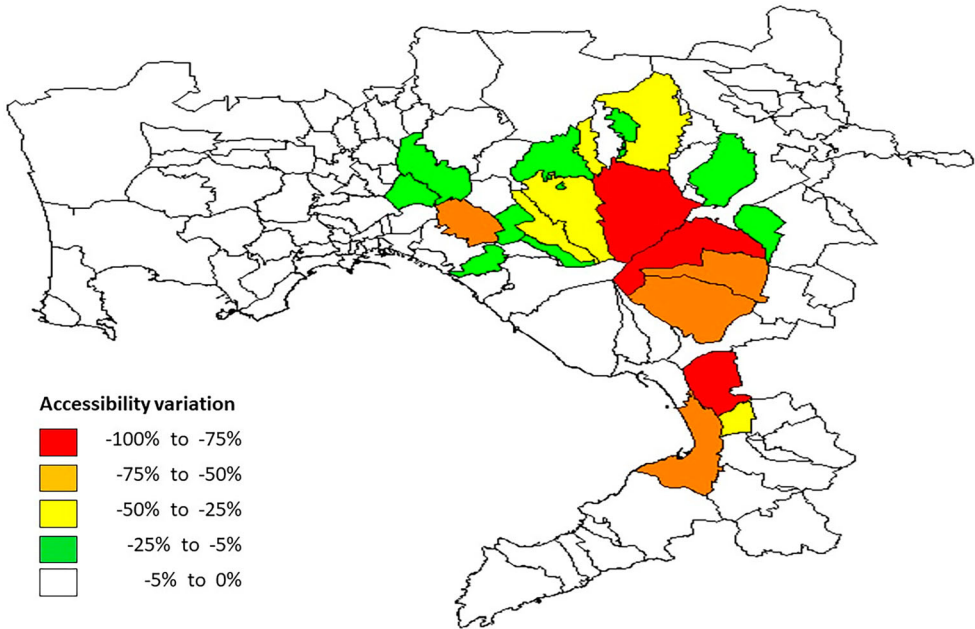 Accessibility variation
-100% to -75%
-75% to -50%
-50% to -25%
-25% to -5%
-5% to 0%